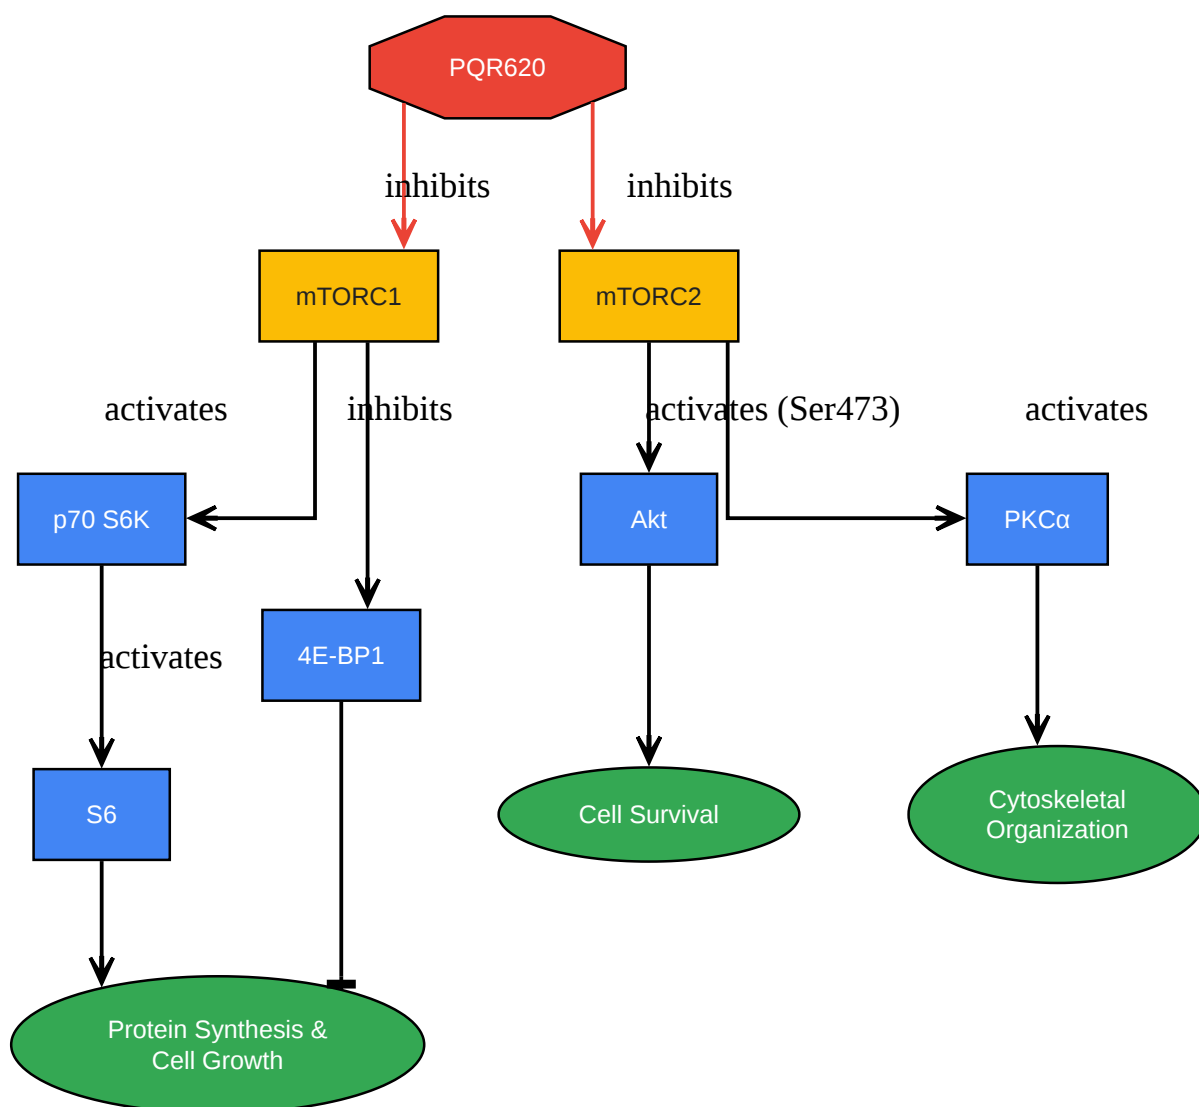 PQR620
inhibits
inhibits
mTORC1
mTORC2
activates
inhibits
activates (Ser473)
activates
p70 S6K
Akt
PKCα
activates
4E-BP1
S6
Cell Survival
Cytoskeletal
Organization
Protein Synthesis &
Cell Growth